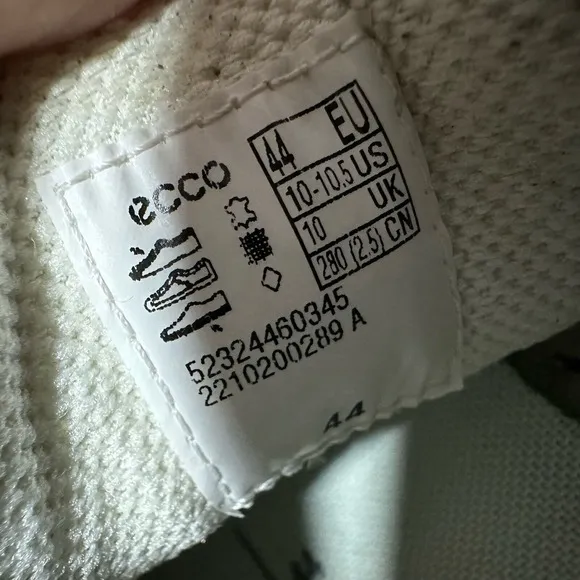 ecco
44 EU
10-10.5 US
10 UK
280 (2.5) CN
52324460345
2210200289 A
44